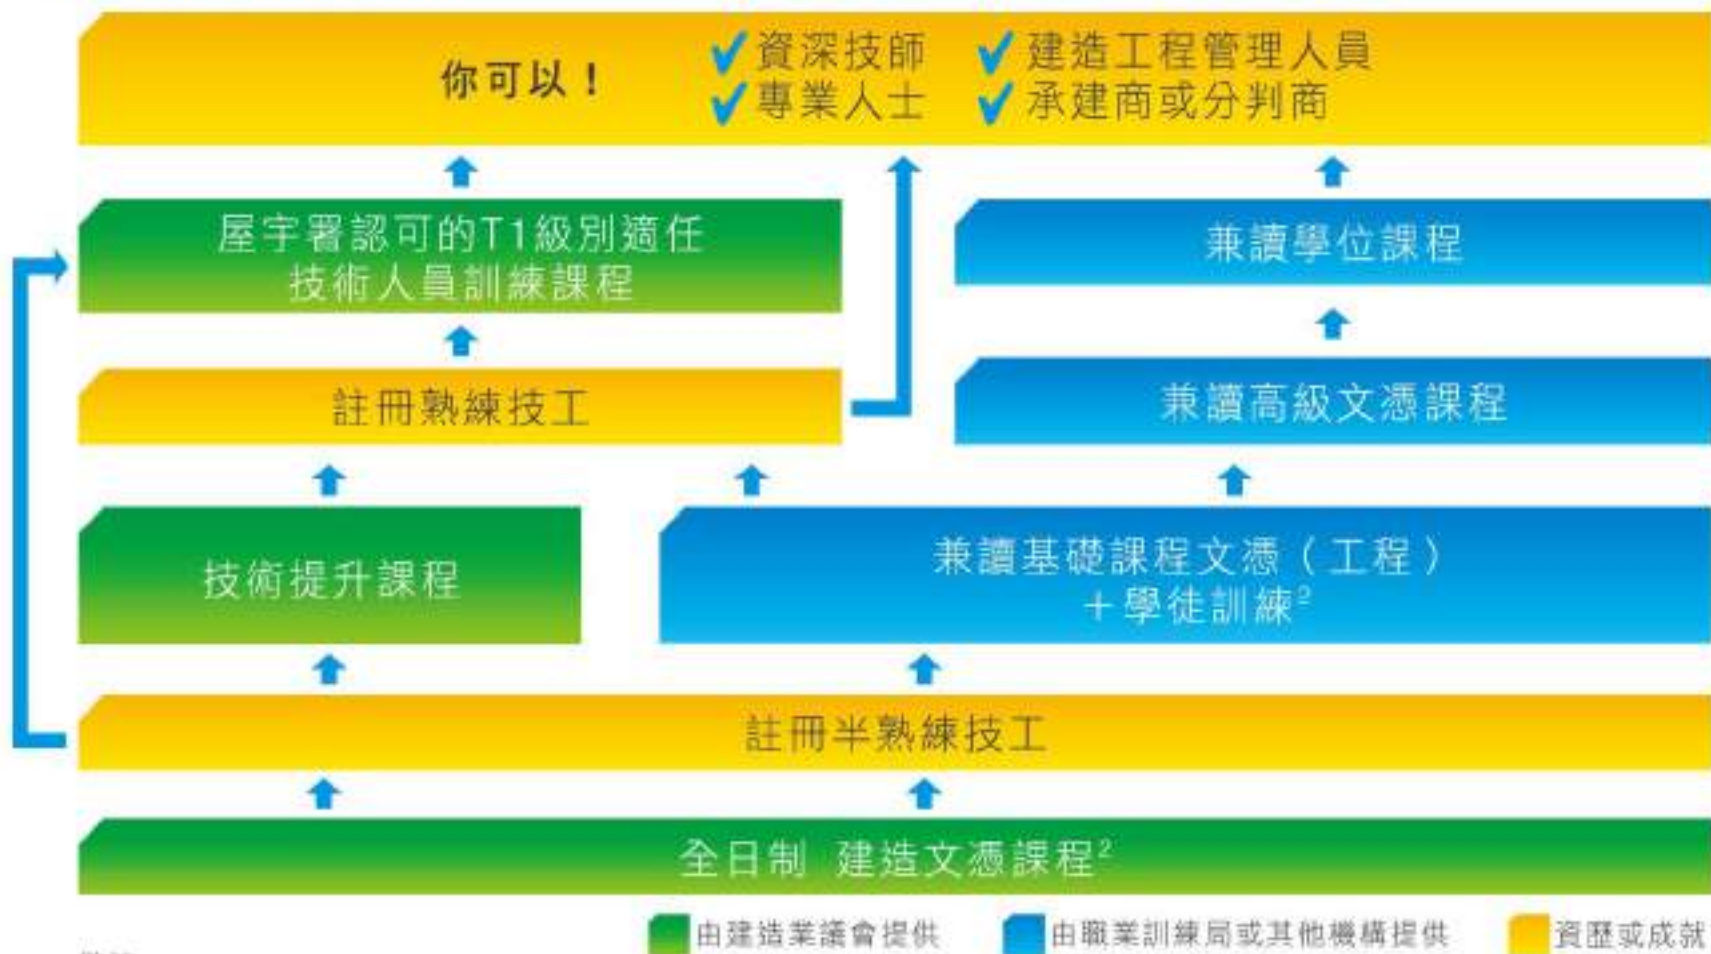 你可以！
✓資深技師 ✓建造工程管理人員
✓專業人士 ✓承建商或分判商
屋宇署認可的T1級別適任
技術人員訓練課程
兼讀學位課程
註冊熟練技工
兼讀高級文憑課程
技術提升課程
兼讀基礎課程文憑（工程）
＋學徒訓練²
註冊半熟練技工
全日制 建造文憑課程²
由建造業議會提供 由職業訓練局或其他機構提供 資歷或成就